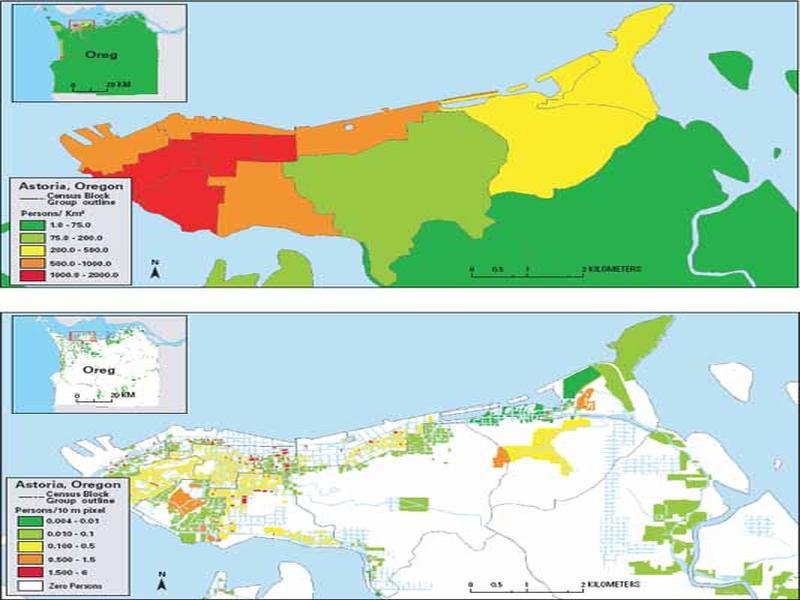 Oreg
0 20 KM
Astoria, Oregon
Census Block
Group outline
Persons/ Km²
1.0 - 75.0
75.0 - 200.0
200.0 - 500.0
500.0 -1000.0
1000.0 - 2000.0
N
0 0.5 1 2 KILOMETERS
Oreg
0 20 KM
Astoria, Oregon
Census Block
Group outline
Persons/10 m pixel
0.004 - 0.01
0.010 - 0.1
0.100 - 0.5
0.500 - 1.5
1.500 - 6
Zero Persons
N
0 0.5 1 2 KILOMETERS